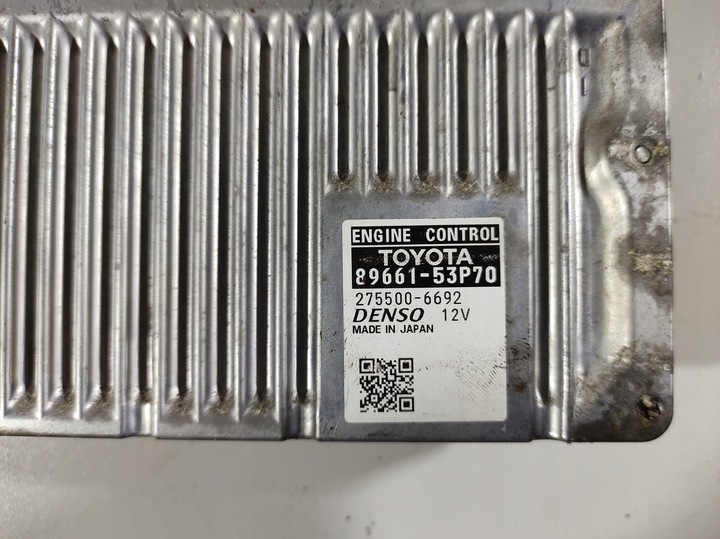 ENGINE CONTROL
TOYOTA
89661-53P70
275500-6692
DENSO 12V
MADE IN JAPAN